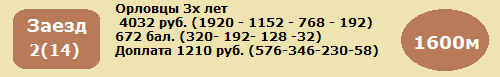 Заезд
2(14)
Орловцы 3х лет
4032 руб. (1920 - 1152 - 768 - 192)
672 бал. (320- 192- 128 -32)
Доплата 1210 руб. (576-346-230-58)
1600м